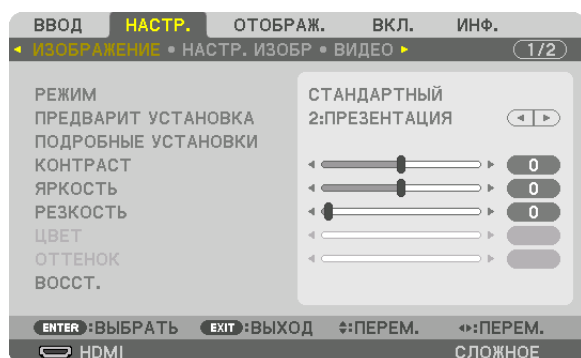 ВВОД НАСТР. ОТОБРАЖ. ВКЛ. ИНФ.
ИЗОБРАЖЕНИЕ • НАСТР. ИЗОБР • ВИДЕО 1/2
РЕЖИМ СТАНДАРТНЫЙ
ПРЕДВАРИТ УСТАНОВКА 2:ПРЕЗЕНТАЦИЯ
ПОДРОБНЫЕ УСТАНОВКИ
КОНТРАСТ 0
ЯРКОСТЬ 0
РЕЗКОСТЬ 0
ЦВЕТ
ОТТЕНОК
ВОССТ.
ENTER:ВЫБРАТЬ EXIT:ВЫХОД :ПЕРЕМ. :ПЕРЕМ.
HDMI СЛОЖНОЕ